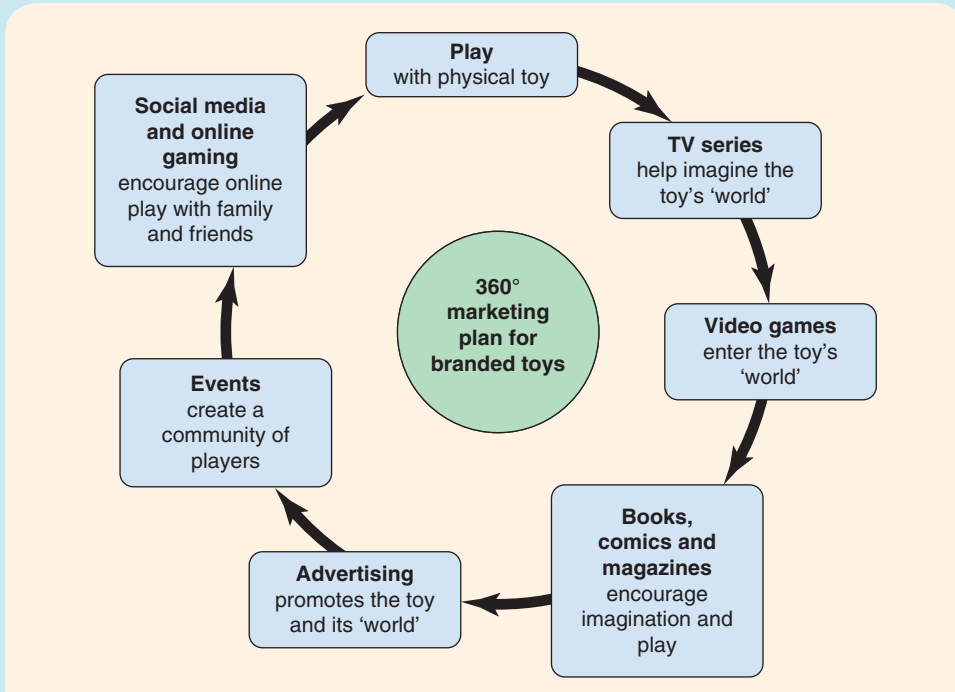 Play
with physical toy
TV series
help imagine the
toy's 'world'
Video games
enter the toy's
'world'
Books,
comics and
magazines
encourage
imagination and
play
Advertising
promotes the toy
and its 'world'
Events
create a
community of
players
Social media
and online
gaming
encourage online
play with family
and friends
360°
marketing
plan for
branded toys